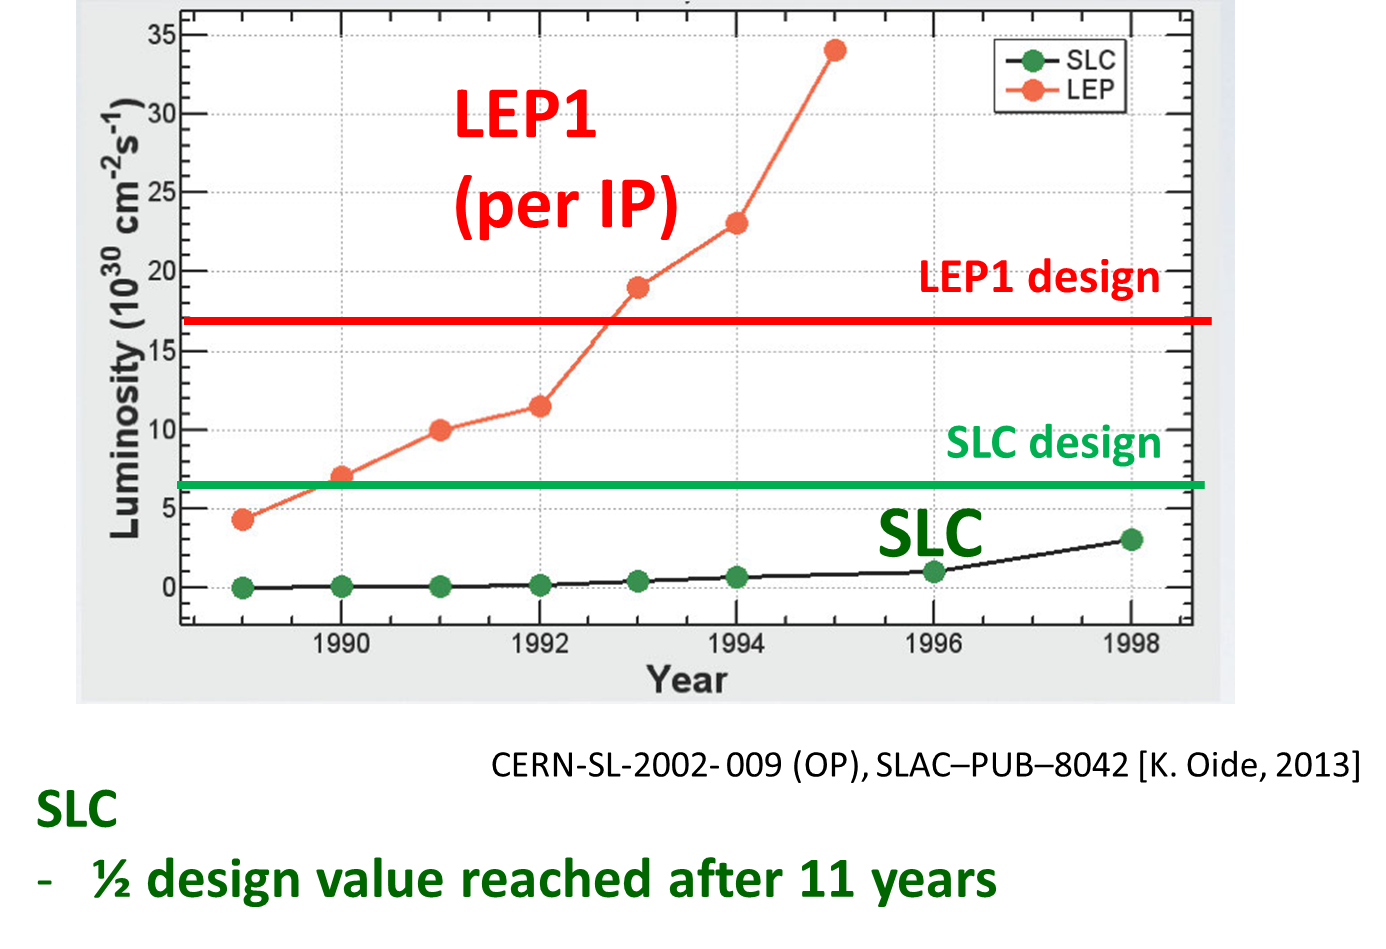 35
30
25
20
15
10
5
0
Luminosity (10³⁰ cm⁻²s⁻¹)
SLC
LEP
LEP1
(per IP)
LEP1 design
SLC design
SLC
1990 1992 1994 1996 1998
Year
CERN-SL-2002-009 (OP), SLAC–PUB–8042 [K. Oide, 2013]
SLC
- ½ design value reached after 11 years